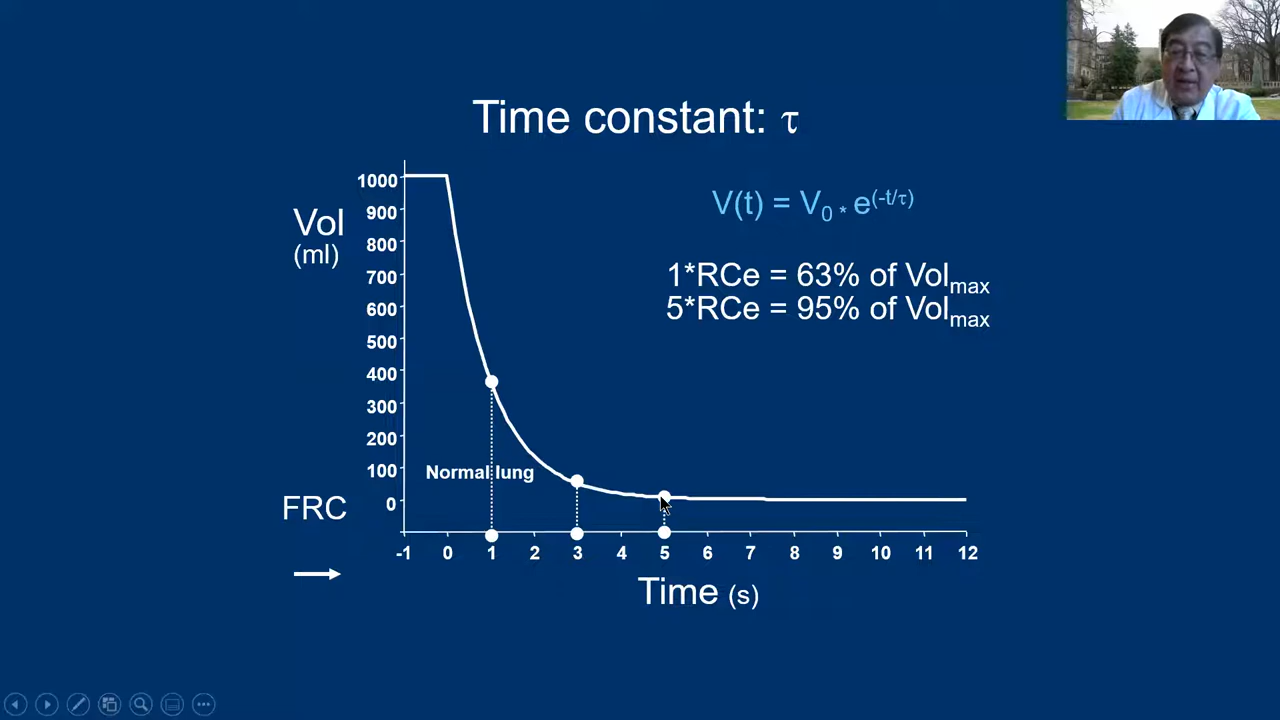 Time constant: τ
V(t) = V0 * e(-t/τ)
1*RCe = 63% of Volmax
5*RCe = 95% of Volmax
Vol
(ml)
1000
900
800
700
600
500
400
300
200
100
0
Normal lung
FRC
-1 0 1 2 3 4 5 6 7 8 9 10 11 12
Time (s)